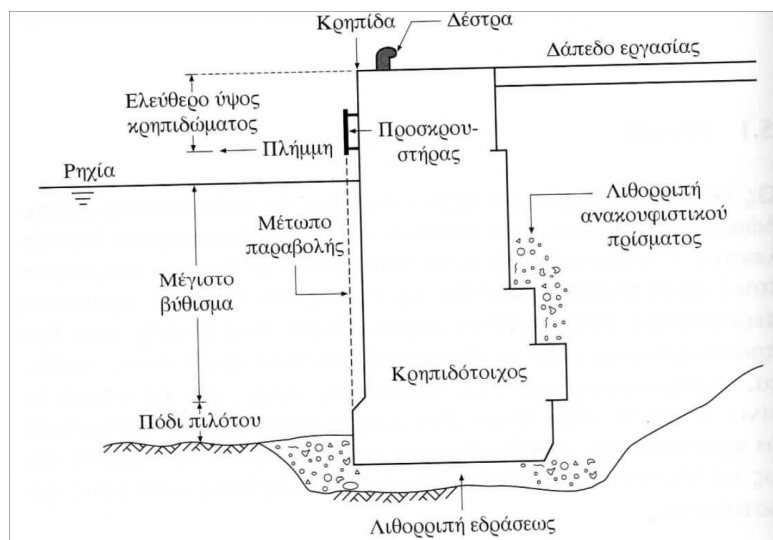 Κρηπίδα
Δέστρα
Δάπεδο εργασίας
Ελεύθερο ύψος
κρηπιδώματος
Πλήμμη
Προσκρου-
στήρας
Ρηχία
Λιθορριπή
ανακουφιστικού
πρίσματος
Μέτωπο
παραβολής
Μέγιστο
βύθισμα
Κρηπιδότοιχος
Πόδι πιλότου
Λιθορριπή εδράσεως